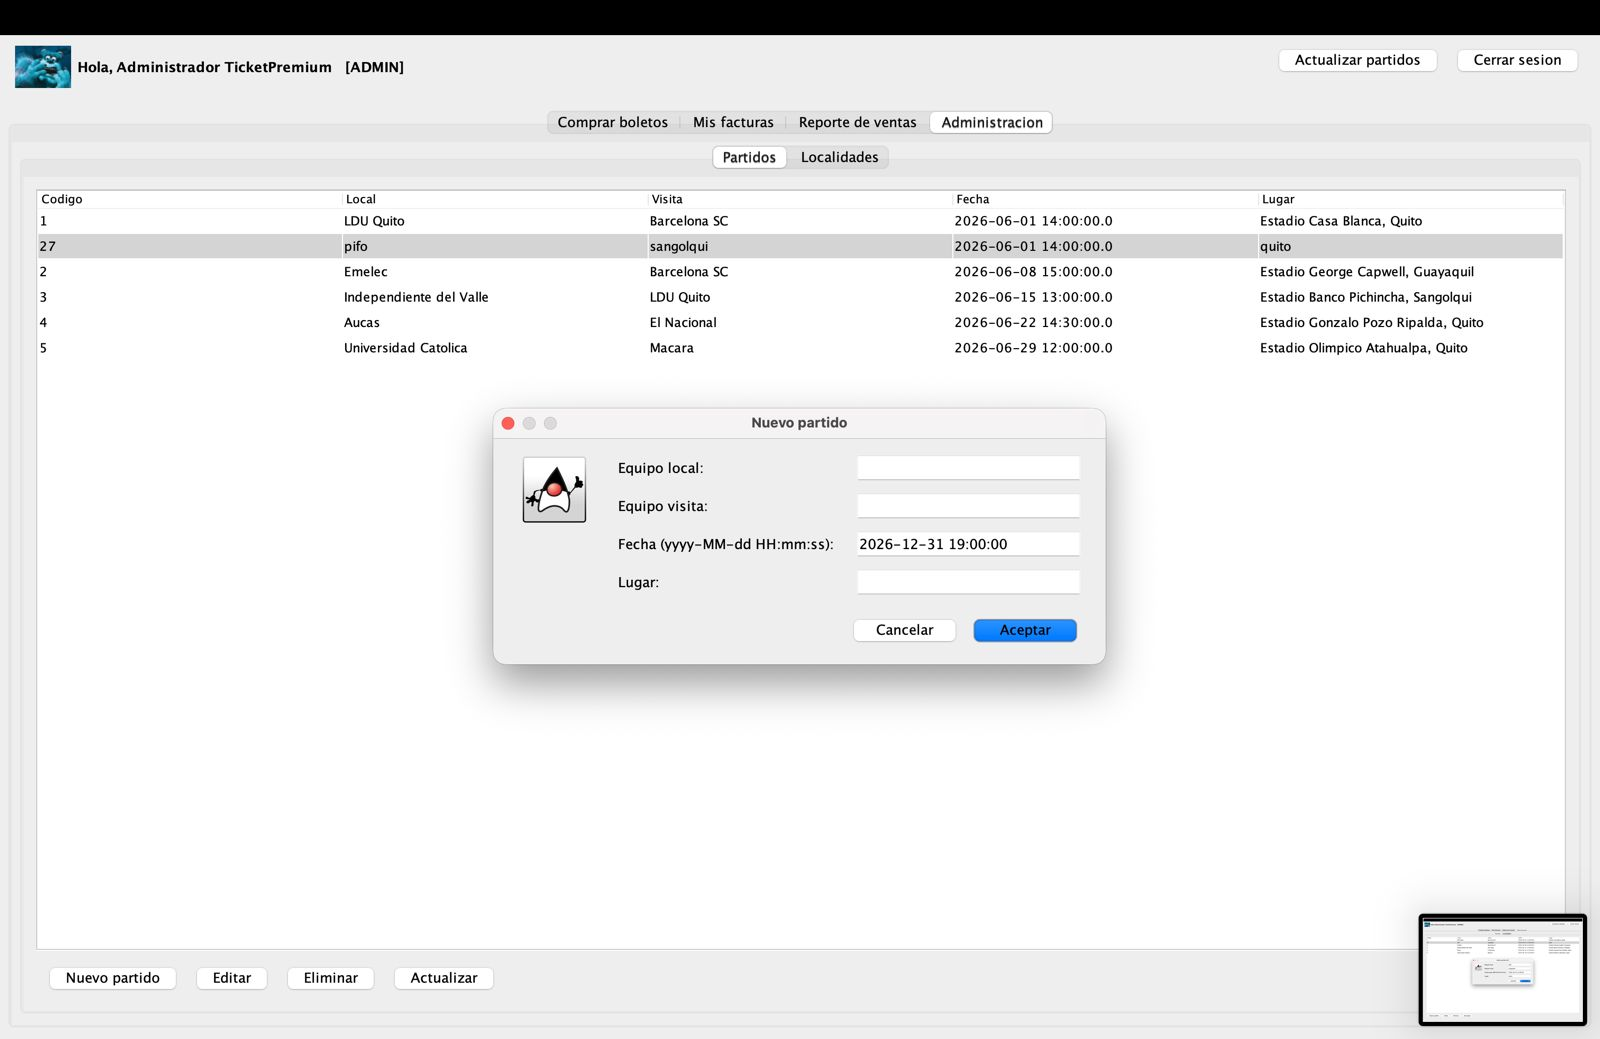 Hola, Administrador TicketPremium [ADMIN]
Actualizar partidos
Cerrar sesion
Comprar boletos
Mis facturas
Reporte de ventas
Administracion
Partidos
Localidades
Codigo Local Visita Fecha Lugar
1 LDU Quito Barcelona SC 2026-06-01 14:00:00.0 Estadio Casa Blanca, Quito
27 pifo sangolqui 2026-06-01 14:00:00.0 quito
2 Emelec Barcelona SC 2026-06-08 15:00:00.0 Estadio George Capwell, Guayaquil
3 Independiente del Valle LDU Quito 2026-06-15 13:00:00.0 Estadio Banco Pichincha, Sangolqui
4 Aucas El Nacional 2026-06-22 14:30:00.0 Estadio Gonzalo Pozo Ripalda, Quito
5 Universidad Catolica Macara 2026-06-29 12:00:00.0 Estadio Olimpico Atahualpa, Quito
Nuevo partido
Equipo local:
Equipo visita:
Fecha (yyyy-MM-dd HH:mm:ss): 2026-12-31 19:00:00
Lugar:
Cancelar
Aceptar
Nuevo partido
Editar
Eliminar
Actualizar